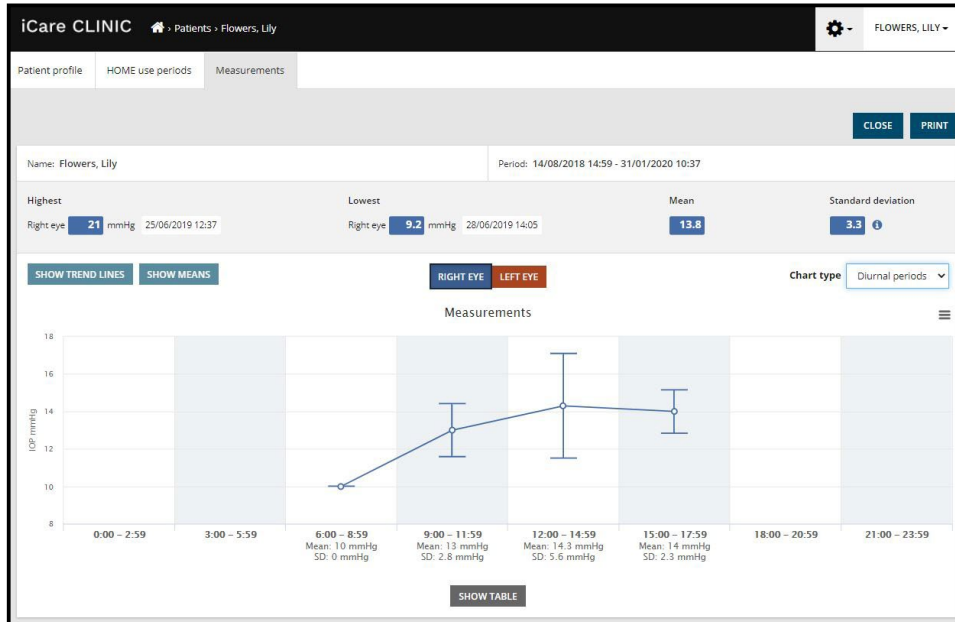 iCare CLINIC › Patients › Flowers, Lily FLOWERS, LILY
Patient profile HOME use periods Measurements
CLOSE PRINT
Name: Flowers, Lily Period: 14/08/2018 14:59 - 31/01/2020 10:37
Highest Lowest Mean Standard deviation
Right eye 21 mmHg 25/06/2019 12:37 Right eye 9.2 mmHg 28/06/2019 14:05 13.8 3.3 i
SHOW TREND LINES SHOW MEANS RIGHT EYE LEFT EYE Chart type Diurnal periods
Measurements
18
16
14
12
10
8
IOP mmHg
0:00 – 2:59 3:00 – 5:59 6:00 – 8:59 9:00 – 11:59 12:00 – 14:59 15:00 – 17:59 18:00 – 20:59 21:00 – 23:59
Mean: 10 mmHg Mean: 13 mmHg Mean: 14.3 mmHg Mean: 14 mmHg
SD: 0 mmHg SD: 2.8 mmHg SD: 5.6 mmHg SD: 2.3 mmHg
SHOW TABLE